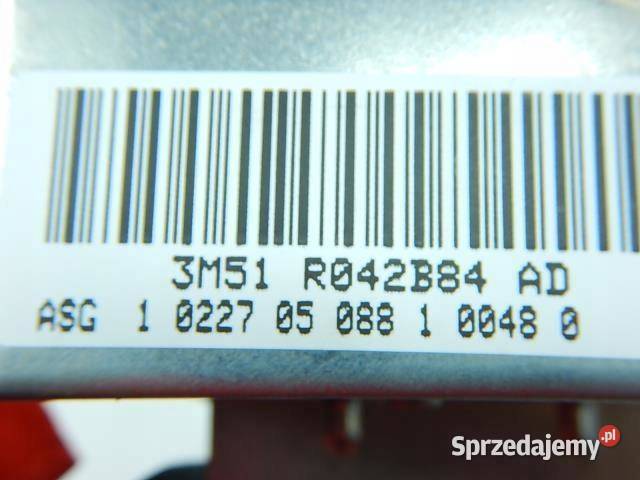 3M51 R042B84 AD
ASG 1 0227 05 088 1 0048 0
Sprzedajemy.pl